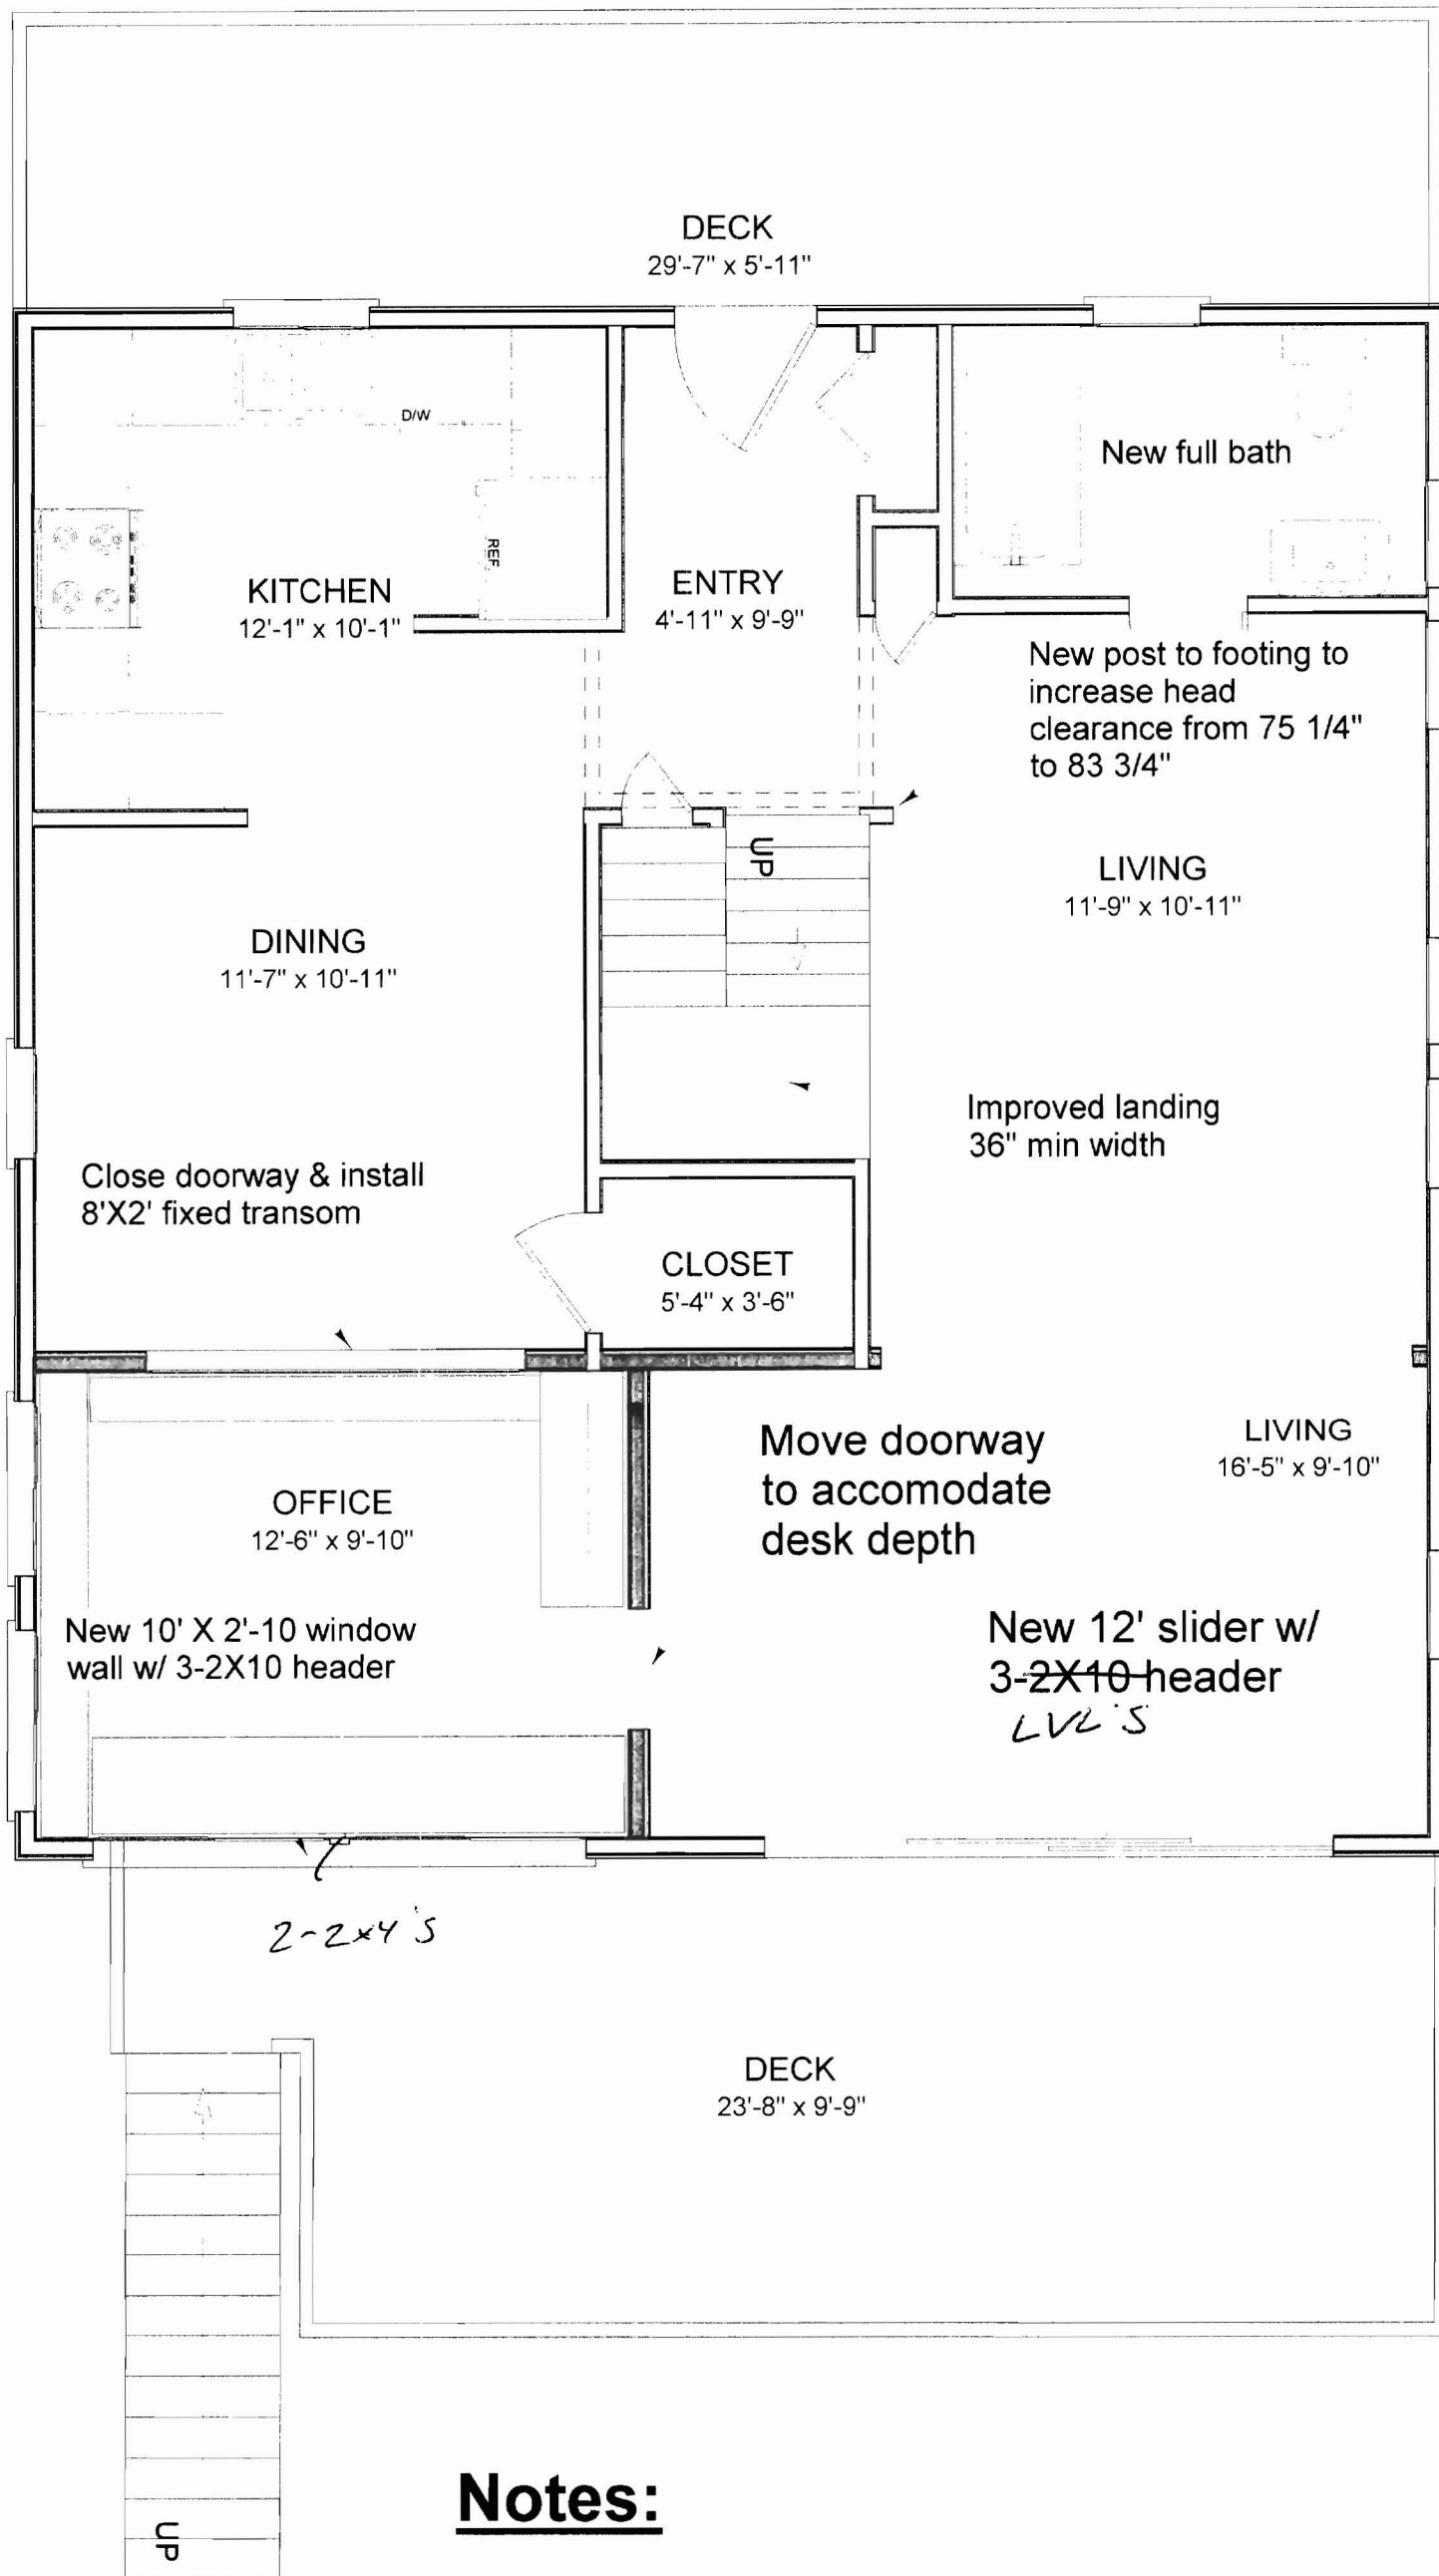 DECK
29'-7" x 5'-11"
D/W
New full bath
REF.
KITCHEN
12'-1" x 10'-1"
ENTRY
4'-11" x 9'-9"
New post to footing to
increase head
clearance from 75 1/4"
to 83 3/4"
UP
LIVING
11'-9" x 10'-11"
DINING
11'-7" x 10'-11"
Improved landing
36" min width
Close doorway & install
8'X2' fixed transom
CLOSET
5'-4" x 3'-6"
Move doorway
to accomodate
desk depth
LIVING
16'-5" x 9'-10"
OFFICE
12'-6" x 9'-10"
New 10' X 2'-10 window
wall w/ 3-2X10 header
New 12' slider w/
3-2X10 header
LVL'S
2-2x4's
DECK
23'-8" x 9'-9"
Notes:
UP